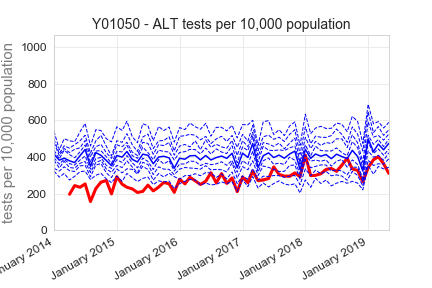 Y01050 - ALT tests per 10,000 population
tests per 10,000 population
1000
800
600
400
200
0
2014
January 2015
January 2016
January 2017
January 2018
January 2019